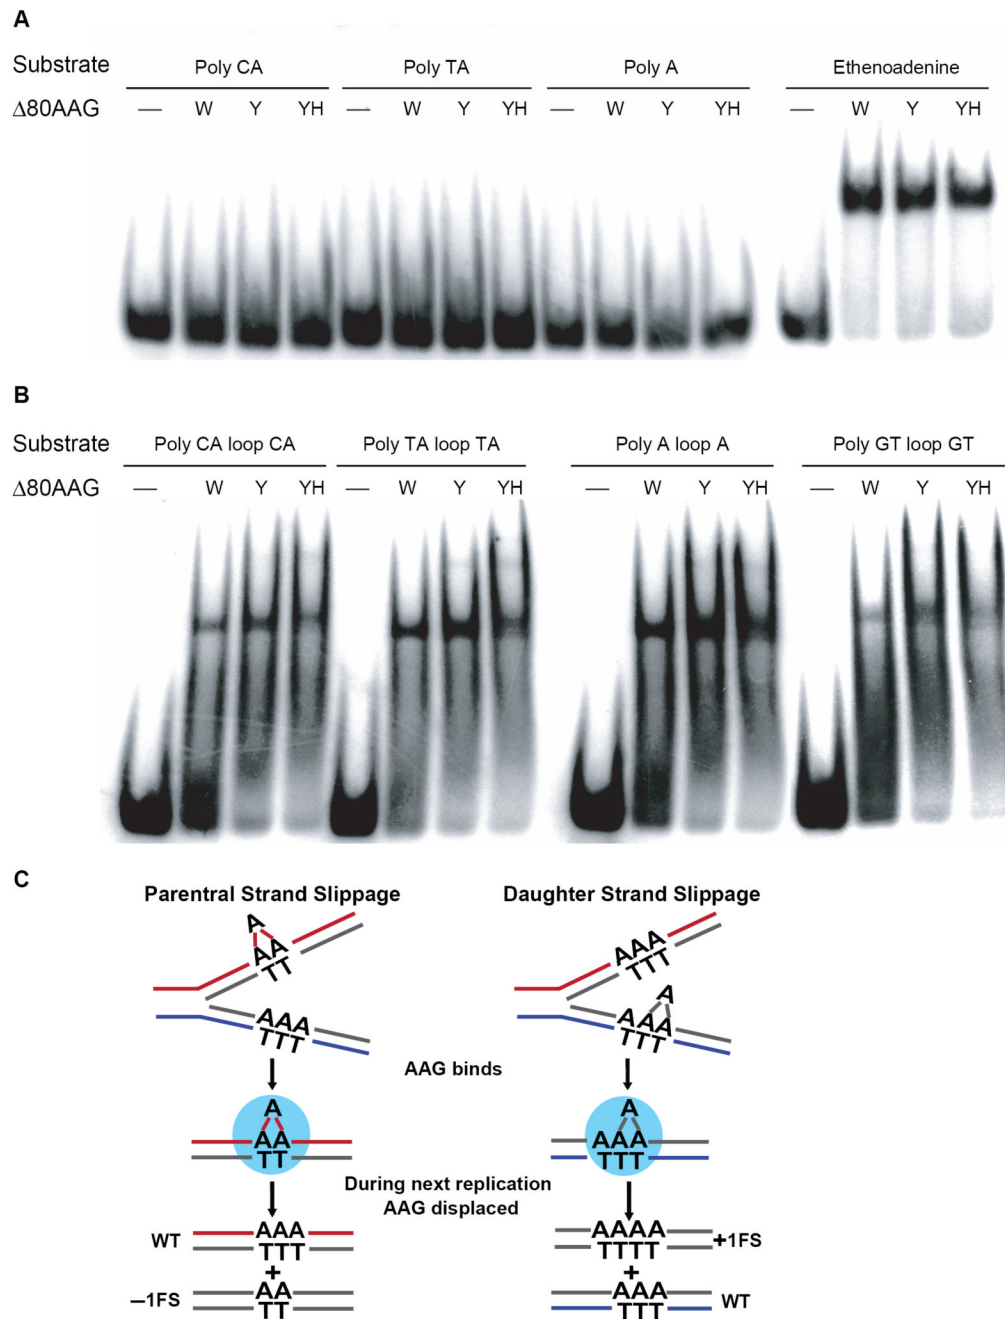 A
Substrate Poly CA Poly TA Poly A Ethenoadenine
Δ80AAG — W Y YH — W Y YH — W Y YH — W Y YH
B
Substrate Poly CA loop CA Poly TA loop TA Poly A loop A Poly GT loop GT
Δ80AAG — W Y YH — W Y YH — W Y YH — W Y YH
C
Parentral Strand Slippage Daughter Strand Slippage
A
AA
TT
AAA
TTT
AAA
TTT
A
AAA
TTT
AAG binds
A
AA
TT
A
AAA
TTT
During next replication
AAG displaced
WT AAA
TTT
+
–1FS AA
TT
AAAA
TTTT +1FS
+
AAA
TTT WT